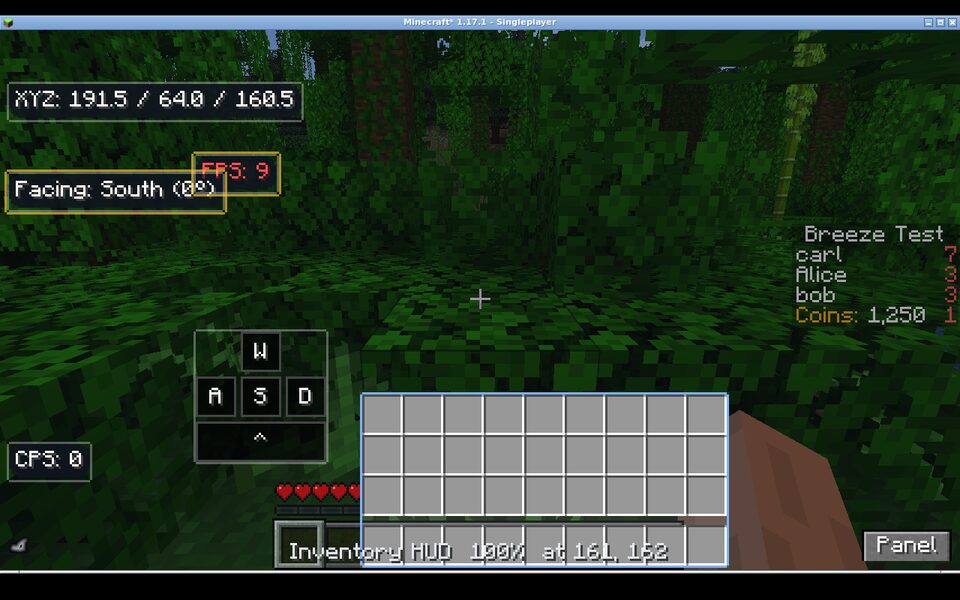 Minecraft* 1.17.1 - Singleplayer
XYZ: 191.5 / 64.0 / 160.5
FPS: 9
Facing: South (0°)
Breeze Test
carl 7
Alice 3
bob 3
Coins: 1,250 1
W
A S D
^
CPS: 0
Inventory HUD 100% at 161, 162
Panel